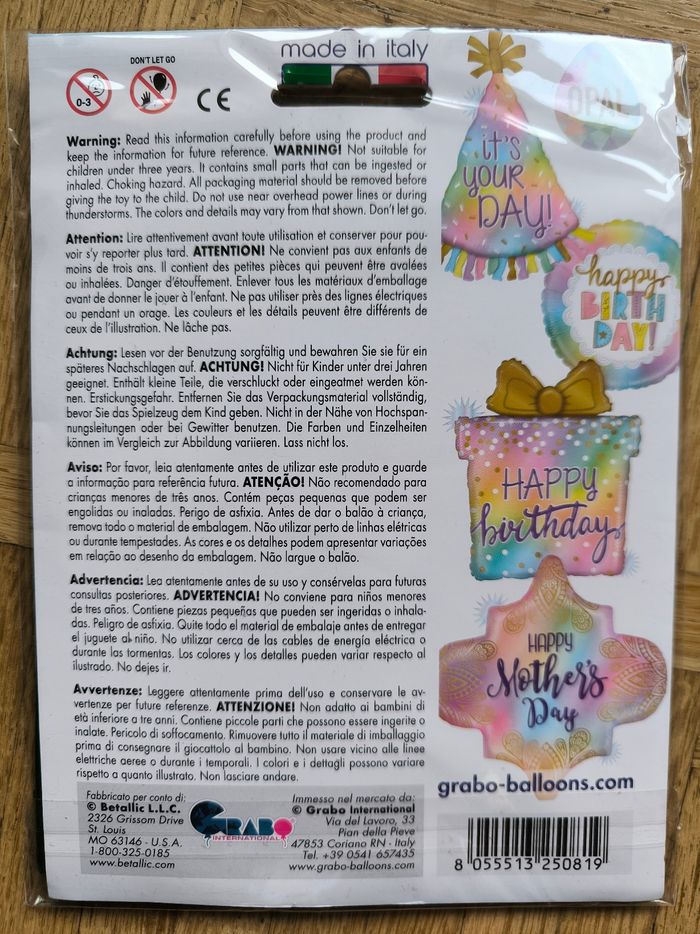 made in italy
DON'T LET GO
0-3
CE
Warning: Read this information carefully before using the product and
keep the information for future reference. WARNING! Not suitable for
children under three years. It contains small parts that can be ingested or
inhaled. Choking hazard. All packaging material should be removed before
giving the toy to the child. Do not use near overhead power lines or during
thunderstorms. The colors and details may vary from that shown. Don't let go.
Attention: Lire attentivement avant toute utilisation et conserver pour pou-
voir s'y reporter plus tard. ATTENTION! Ne convient pas aux enfants de
moins de trois ans. Il contient des petites pièces qui peuvent être avalées
ou inhalées. Danger d'étouffement. Enlever tous les matériaux d'emballage
avant de donner le jouer à l'enfant. Ne pas utiliser près des lignes électriques
ou pendant un orage. Les couleurs et les détails peuvent être différents de
ceux de l'illustration. Ne lâche pas.
Achtung: Lesen vor der Benutzung sorgfältig und bewahren Sie sie für ein
späteres Nachschlagen auf. ACHTUNG! Nicht für Kinder unter drei Jahren
geeignet. Enthält kleine Teile, die verschluckt oder eingeatmet werden kön-
nen. Erstickungsgefahr. Entfernen Sie das Verpackungsmaterial vollständig,
bevor Sie das Spielzeug dem Kind geben. Nicht in der Nähe von Hochspan-
nungsleitungen oder bei Gewitter benutzen. Die Farben und Einzelheiten
können im Vergleich zur Abbildung variieren. Lass nicht los.
Aviso: Por favor, leia atentamente antes de utilizar este produto e guarde
a informação para referência futura. ATENÇÃO! Não recomendado para
crianças menores de três anos. Contém peças pequenas que podem ser
engolidas ou inaladas. Perigo de asfixia. Antes de dar o balão à criança,
remova todo o material de embalagem. Não utilizar perto de linhas elétricas
ou durante tempestades. As cores e os detalhes podem apresentar variações
em relação ao desenho da embalagem. Não largue o balão.
Advertencia: Lea atentamente antes de su uso y consérvelas para futuras
consultas posteriores. ADVERTENCIA! No conviene para niños menores
de tres años. Contiene piezas pequeñas que pueden ser ingeridas o inhala-
das. Peligro de asfixia. Quite todo el material de embalaje antes de entregar
el juguete al niño. No utilizar cerca de las cables de energía eléctrica o
durante las tormentas. Los colores y los detalles pueden variar respecto al
ilustrado. No dejes ir.
Avvertenze: Leggere attentamente prima dell'uso e conservare le av-
vertenze per future referenze. ATTENZIONE! Non adatto ai bambini di
età inferiore a tre anni. Contiene piccole parti che possono essere ingerite o
inalate. Pericolo di soffocamento. Rimuovere tutto il materiale di imballaggio
prima di consegnare il giocattolo al bambino. Non usare vicino alle linee
elettriche aeree o durante i temporali. I colori e i dettagli possono variare
rispetto a quanto illustrato. Non lasciare andare.
Fabbricato per conto di:
© Betallic L.L.C.
2326 Grissom Drive
St. Louis
MO 63146 - U.S.A.
1-800-325-0185
www.betallic.com
GRABO
INTERNATIONAL
Immesso nel mercato da:
© Grabo International
Via del Lavoro, 33
Pian della Pieve
47853 Coriano RN - Italy
Tel. +39 0541 657435
www.grabo-balloons.com
OPAL
it's
YOUR
DAY!
happy
BIRTH
DAY!
HAPPY
birthday
HAPPY
Mother's
Day
grabo-balloons.com
8 055513 250819